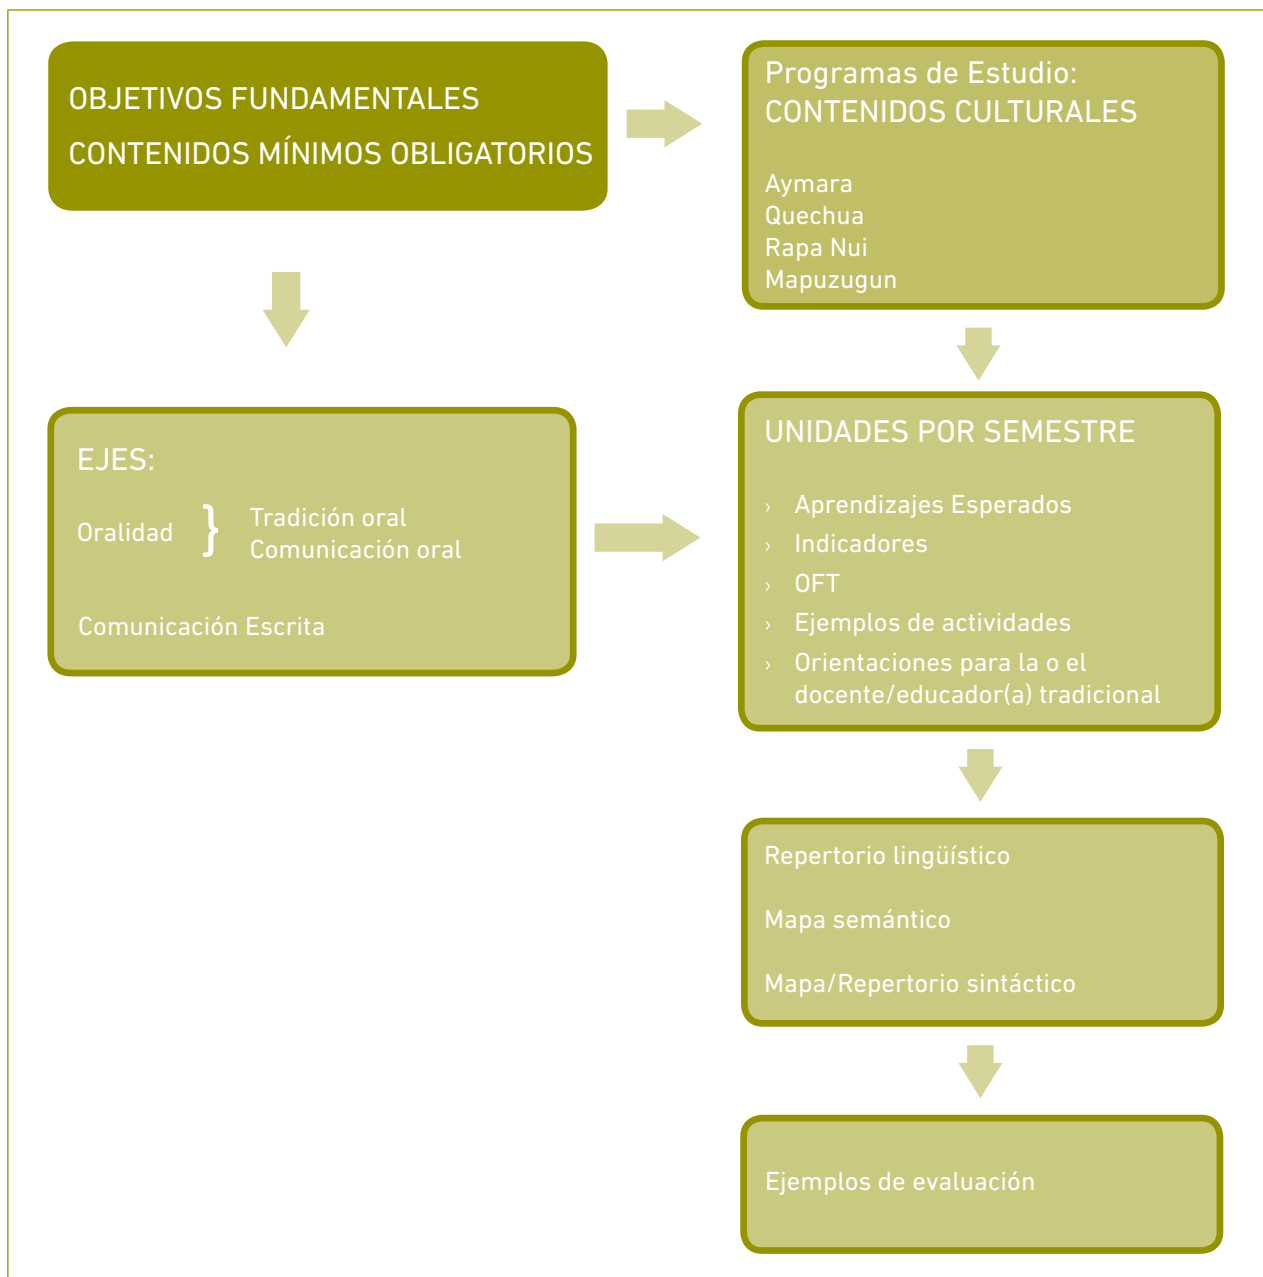 OBJETIVOS FUNDAMENTALES
CONTENIDOS MÍNIMOS OBLIGATORIOS
Programas de Estudio:
CONTENIDOS CULTURALES
Aymara
Quechua
Rapa Nui
Mapuzugun
EJES:
Oralidad } Tradición oral
Comunicación oral
Comunicación Escrita
UNIDADES POR SEMESTRE
› Aprendizajes Esperados
› Indicadores
› OFT
› Ejemplos de actividades
› Orientaciones para la o el
docente/educador(a) tradicional
Repertorio lingüístico
Mapa semántico
Mapa/Repertorio sintáctico
Ejemplos de evaluación